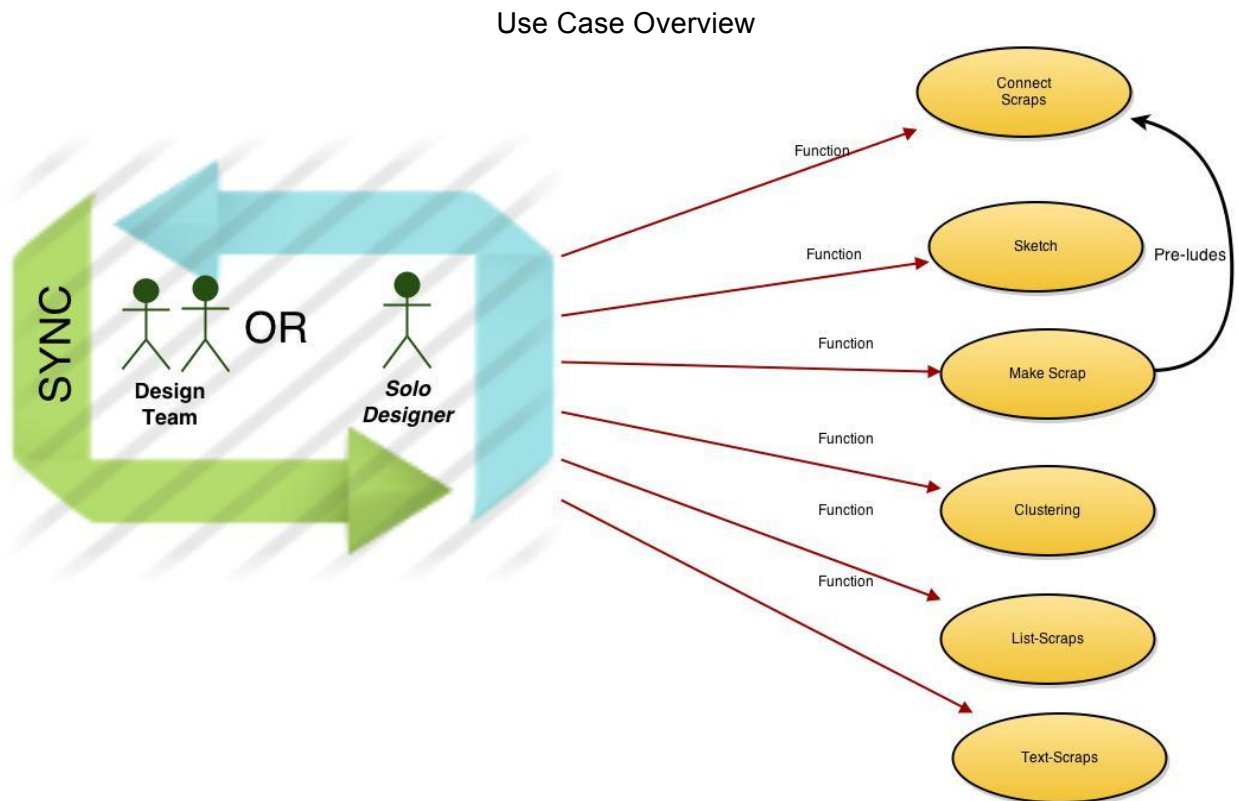 Use Case Overview
Connect
Scraps
Function
Sketch
Function
Pre-ludes
SYNC
OR
Design
Team
Solo
Designer
Function
Make Scrap
Function
Clustering
Function
List-Scraps
Function
Text-Scraps